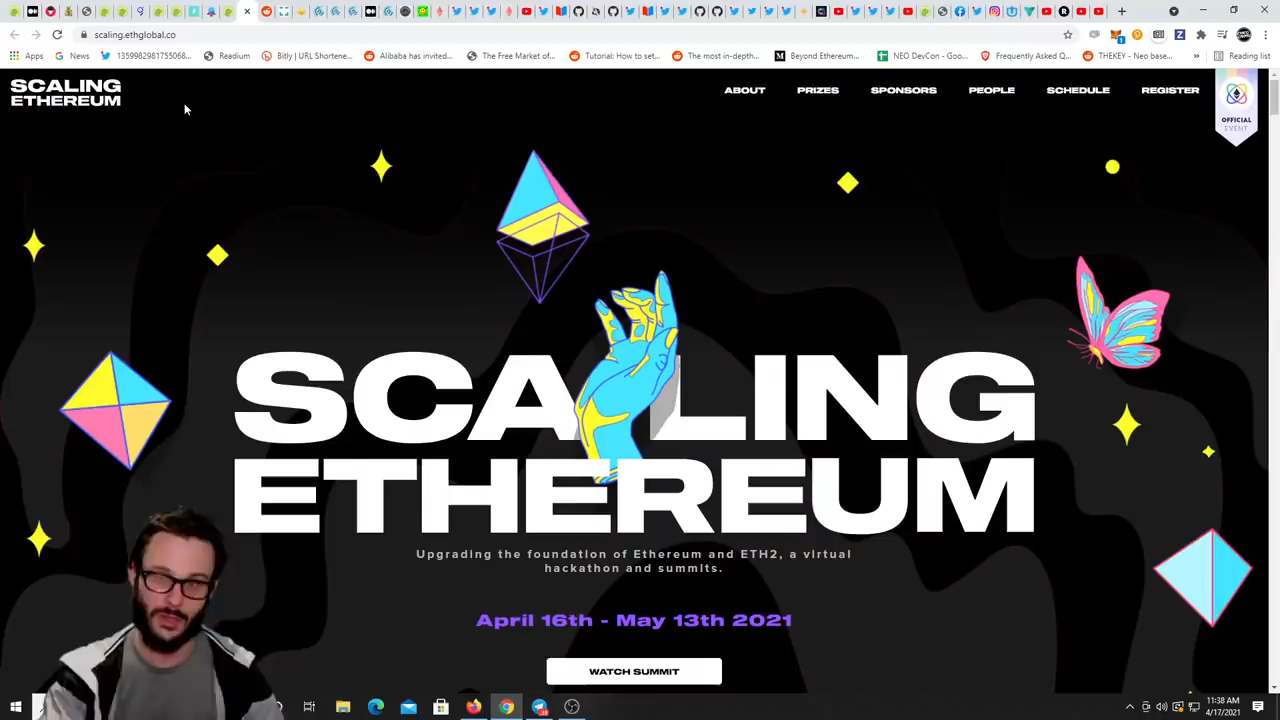 scaling.ethglobal.co
Apps
News
1359982981755068...
Readium
Bitly | URL Shortene...
Alibaba has invited...
The Free Market of...
Tutorial: How to set...
The most in-depth...
Beyond Ethereum...
NEO DevCon - Goo...
Frequently Asked Q...
THEKEY - Neo base...
»
Reading list
SCALING
ETHEREUM
ABOUT
PRIZES
SPONSORS
PEOPLE
SCHEDULE
REGISTER
OFFICIAL
EVENT
SCALING
ETHEREUM
Upgrading the foundation of Ethereum and ETH2, a virtual
hackathon and summits.
April 16th - May 13th 2021
WATCH SUMMIT
11:38 AM
4/17/2021